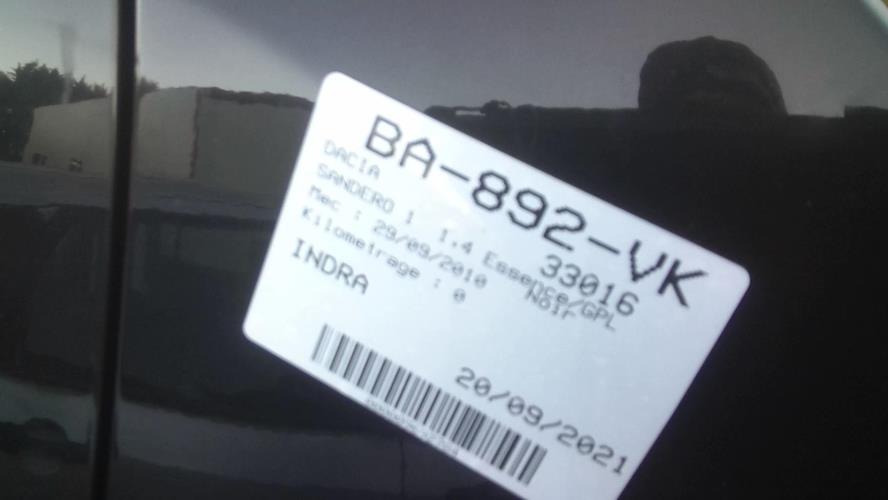 BA-892-VK
DACIA 33016
SANDERO 1 1.4 Essence/GPL
Mec : 29/09/2010 Noir
Kilometrage : 0
INDRA
20/09/2021